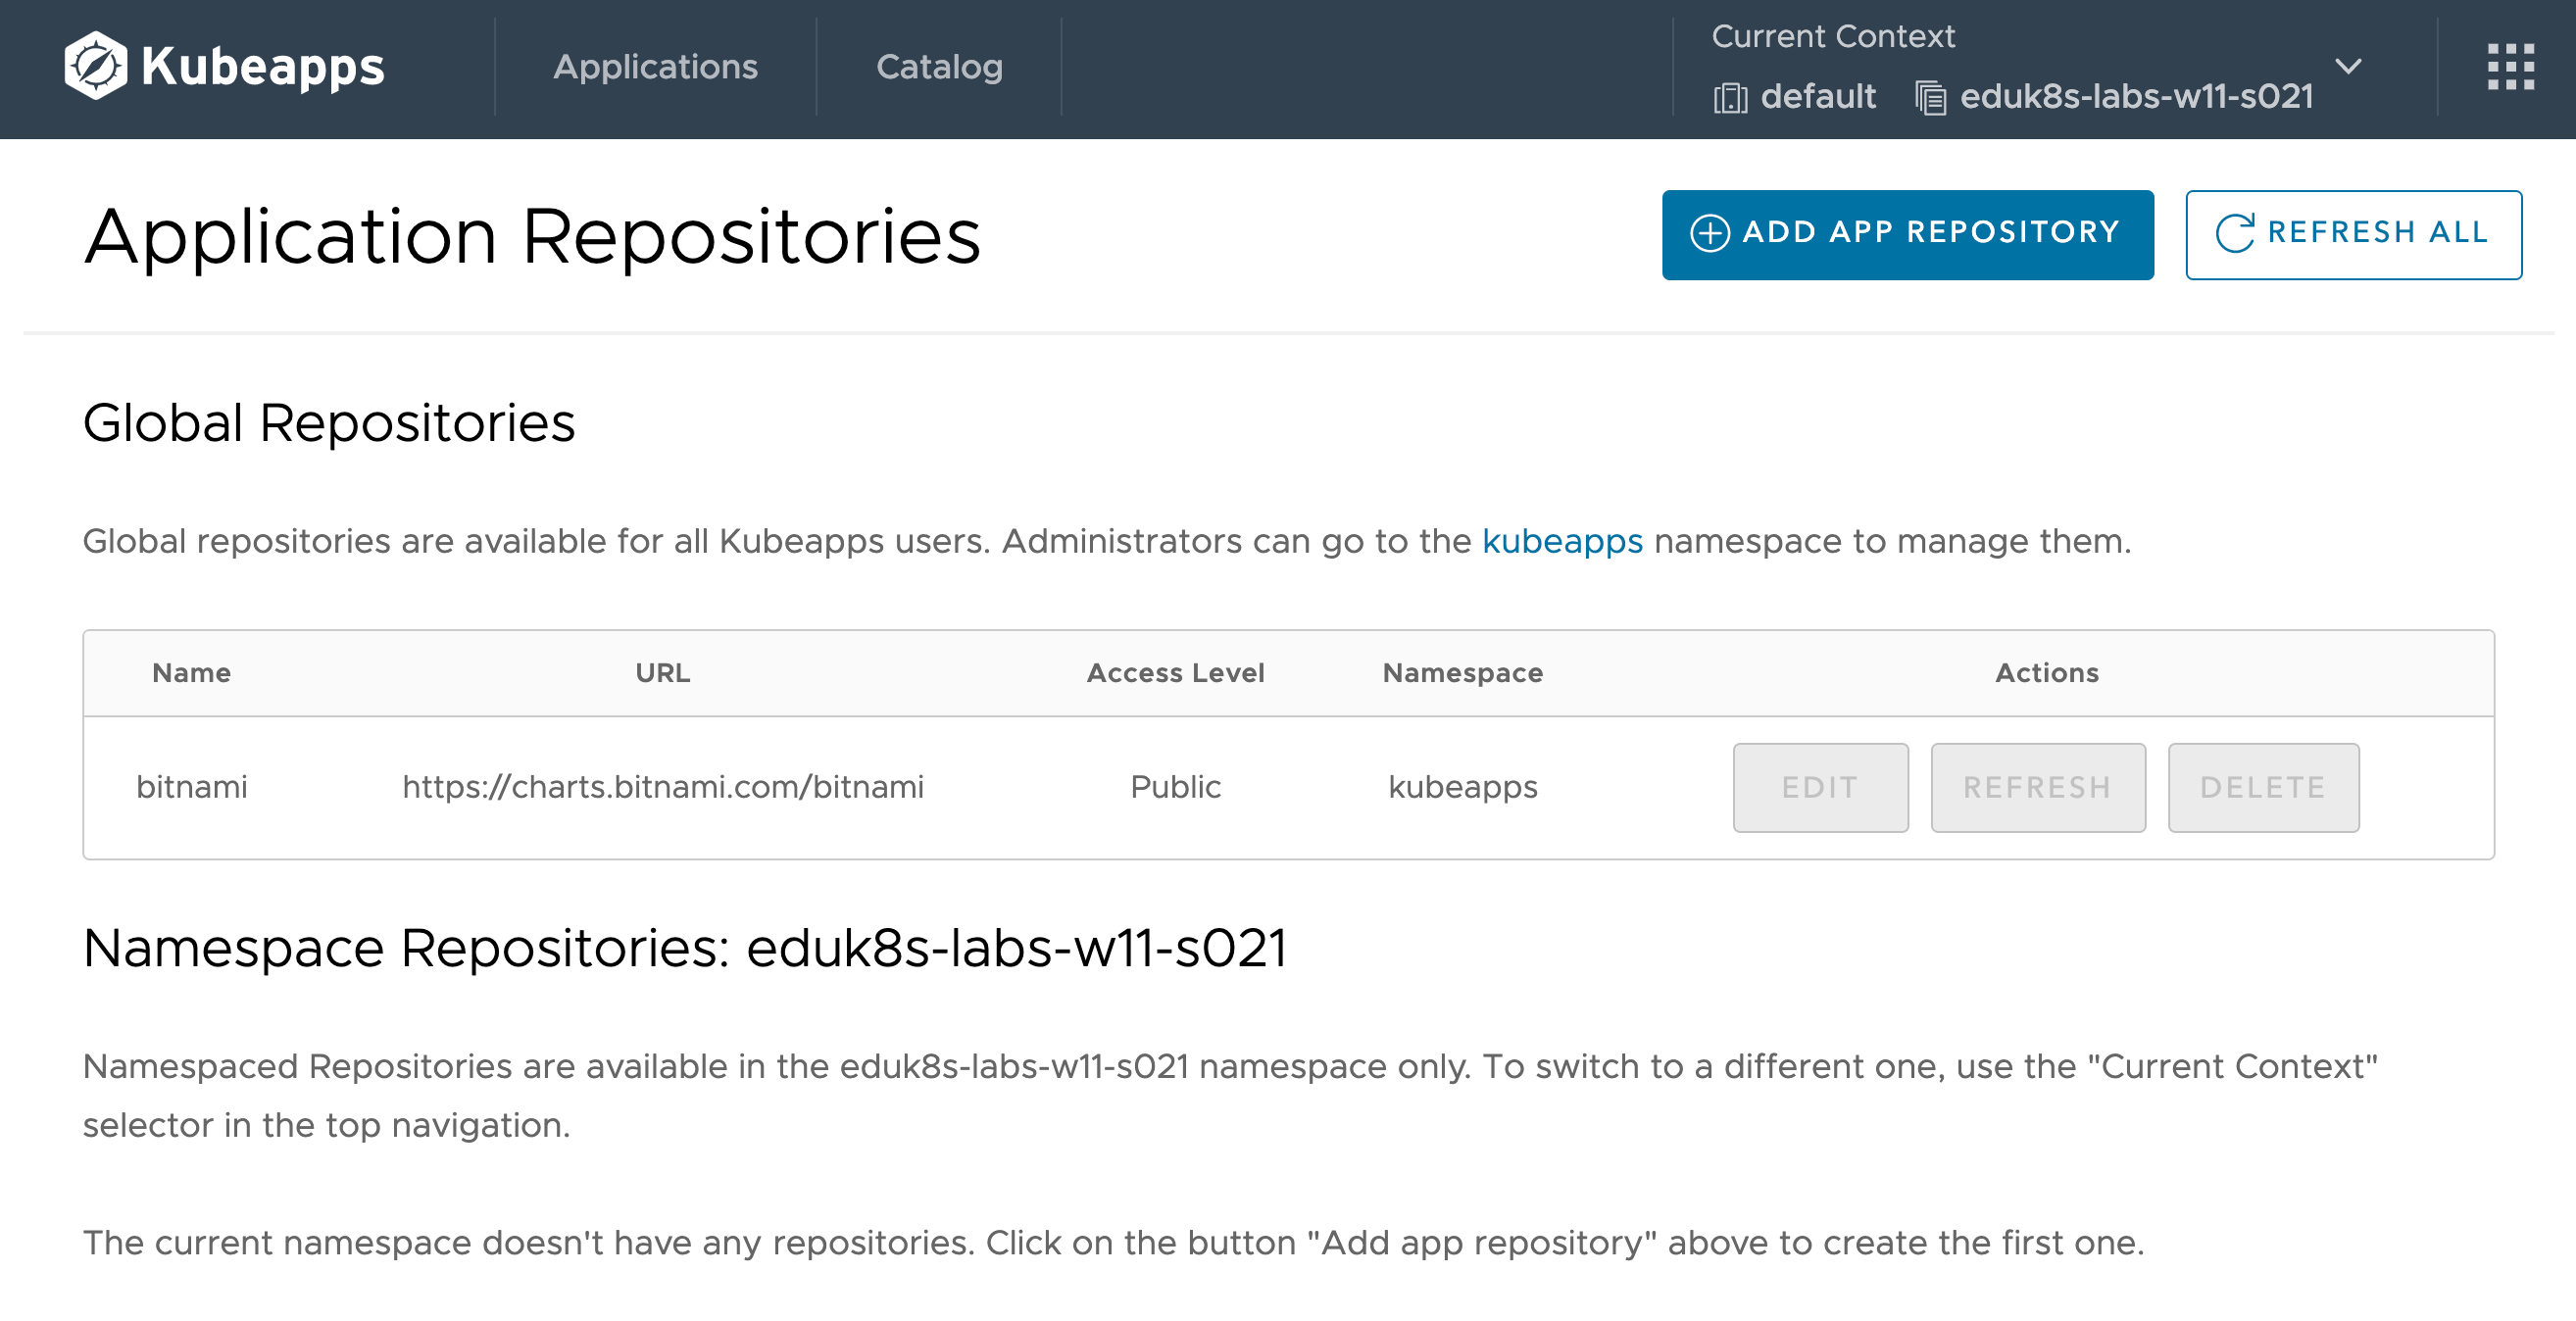 Kubeapps
Applications
Catalog
Current Context
default eduk8s-labs-w11-s021
Application Repositories
ADD APP REPOSITORY
REFRESH ALL
Global Repositories
Global repositories are available for all Kubeapps users. Administrators can go to the kubeapps namespace to manage them.
Name URL Access Level Namespace Actions
bitnami https://charts.bitnami.com/bitnami Public kubeapps EDIT REFRESH DELETE
Namespace Repositories: eduk8s-labs-w11-s021
Namespaced Repositories are available in the eduk8s-labs-w11-s021 namespace only. To switch to a different one, use the "Current Context"
selector in the top navigation.
The current namespace doesn't have any repositories. Click on the button "Add app repository" above to create the first one.